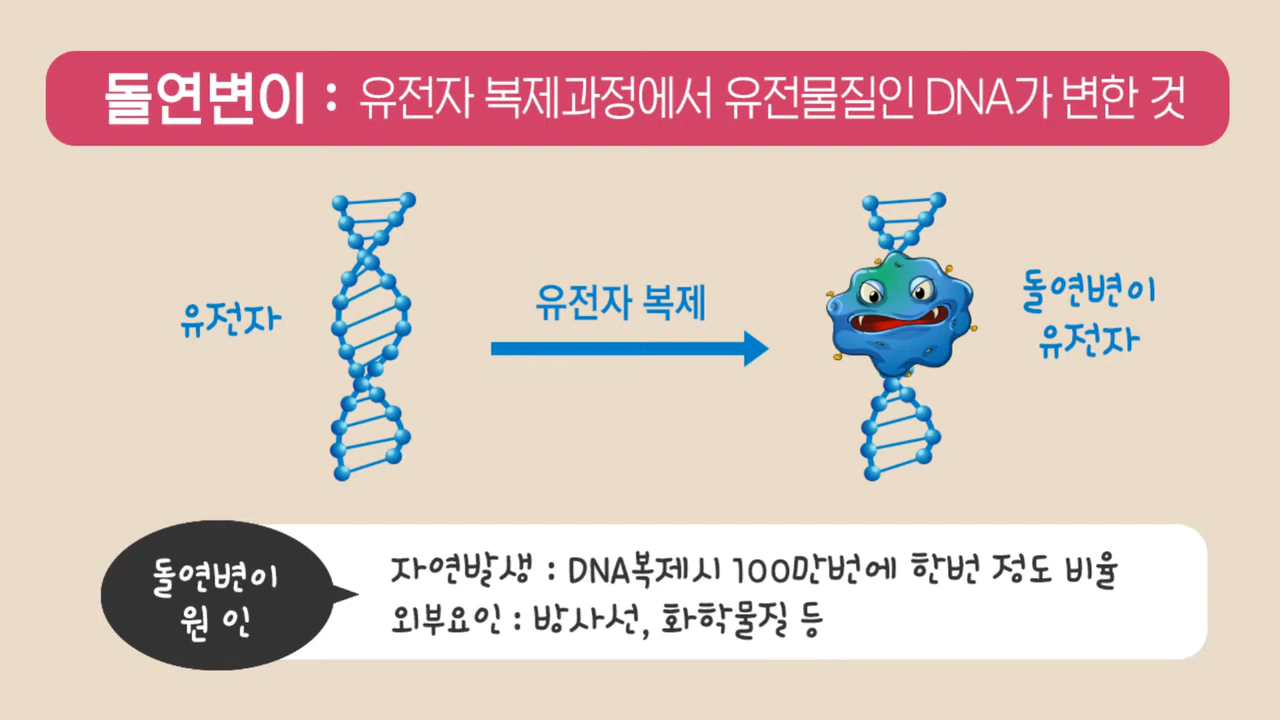 돌연변이 : 유전자 복제과정에서 유전물질인 DNA가 변한 것
유전자
유전자 복제
돌연변이
유전자
돌연변이
원 인
자연발생 : DNA복제시 100만번에 한번 정도 비율
외부요인 : 방사선, 화학물질 등